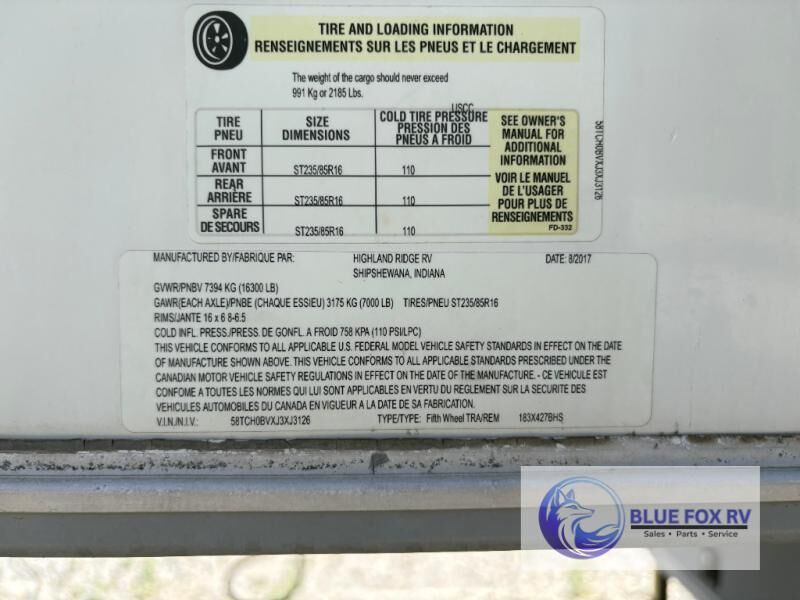 TIRE AND LOADING INFORMATION
RENSEIGNEMENTS SUR LES PNEUS ET LE CHARGEMENT
The weight of the cargo should never exceed
991 Kg or 2185 Lbs.
USCC
TIRE PNEU
SIZE DIMENSIONS
COLD TIRE PRESSURE PRESSION DES PNEUS A FROID
SEE OWNER'S MANUAL FOR ADDITIONAL INFORMATION
VOIR LE MANUEL DE L'USAGER POUR PLUS DE RENSEIGNEMENTS
FD-332
FRONT AVANT ST235/85R16 110
REAR ARRIÈRE ST235/85R16 110
SPARE DE SECOURS ST235/85R16 110
58TCH0BVXJ3XJ3126
MANUFACTURED BY/FABRIQUE PAR: HIGHLAND RIDGE RV DATE: 8/2017
SHIPSHEWANA, INDIANA
GVWR/PNBV 7394 KG (16300 LB)
GAWR(EACH AXLE)/PNBE (CHAQUE ESSIEU) 3175 KG (7000 LB) TIRES/PNEU ST235/85R16
RIMS/JANTE 16 x 6 8-6.5
COLD INFL. PRESS./PRESS. DE GONFL. A FROID 758 KPA (110 PSI/LPC)
THIS VEHICLE CONFORMS TO ALL APPLICABLE U.S. FEDERAL MODEL VEHICLE SAFETY STANDARDS IN EFFECT ON THE DATE
OF MANUFACTURE SHOWN ABOVE. THIS VEHICLE CONFORMS TO ALL APPLICABLE.STANDARDS PRESCRIBED UNDER THE
CANADIAN MOTOR VEHICLE SAFETY REGULATIONS IN EFFECT ON THE DATE OF THE MANUFACTURE. - CE VEHICULE EST
CONFOME A TOUTES LES NORMES QUI LUI SONT APPLICABLES EN VERTU DU REGLEMENT SUR LA SECURITE DES
VEHICULES AUTOMOBILES DU CANADA EN VIGUEUR A LA DATE DE SA FABRICATION.
V.I.N./N.I.V.: 58TCH0BVXJ3XJ3126 TYPE/TYPE: Fifth Wheel TRA/REM 183X427BHS
BLUE FOX RV
Sales • Parts • Service